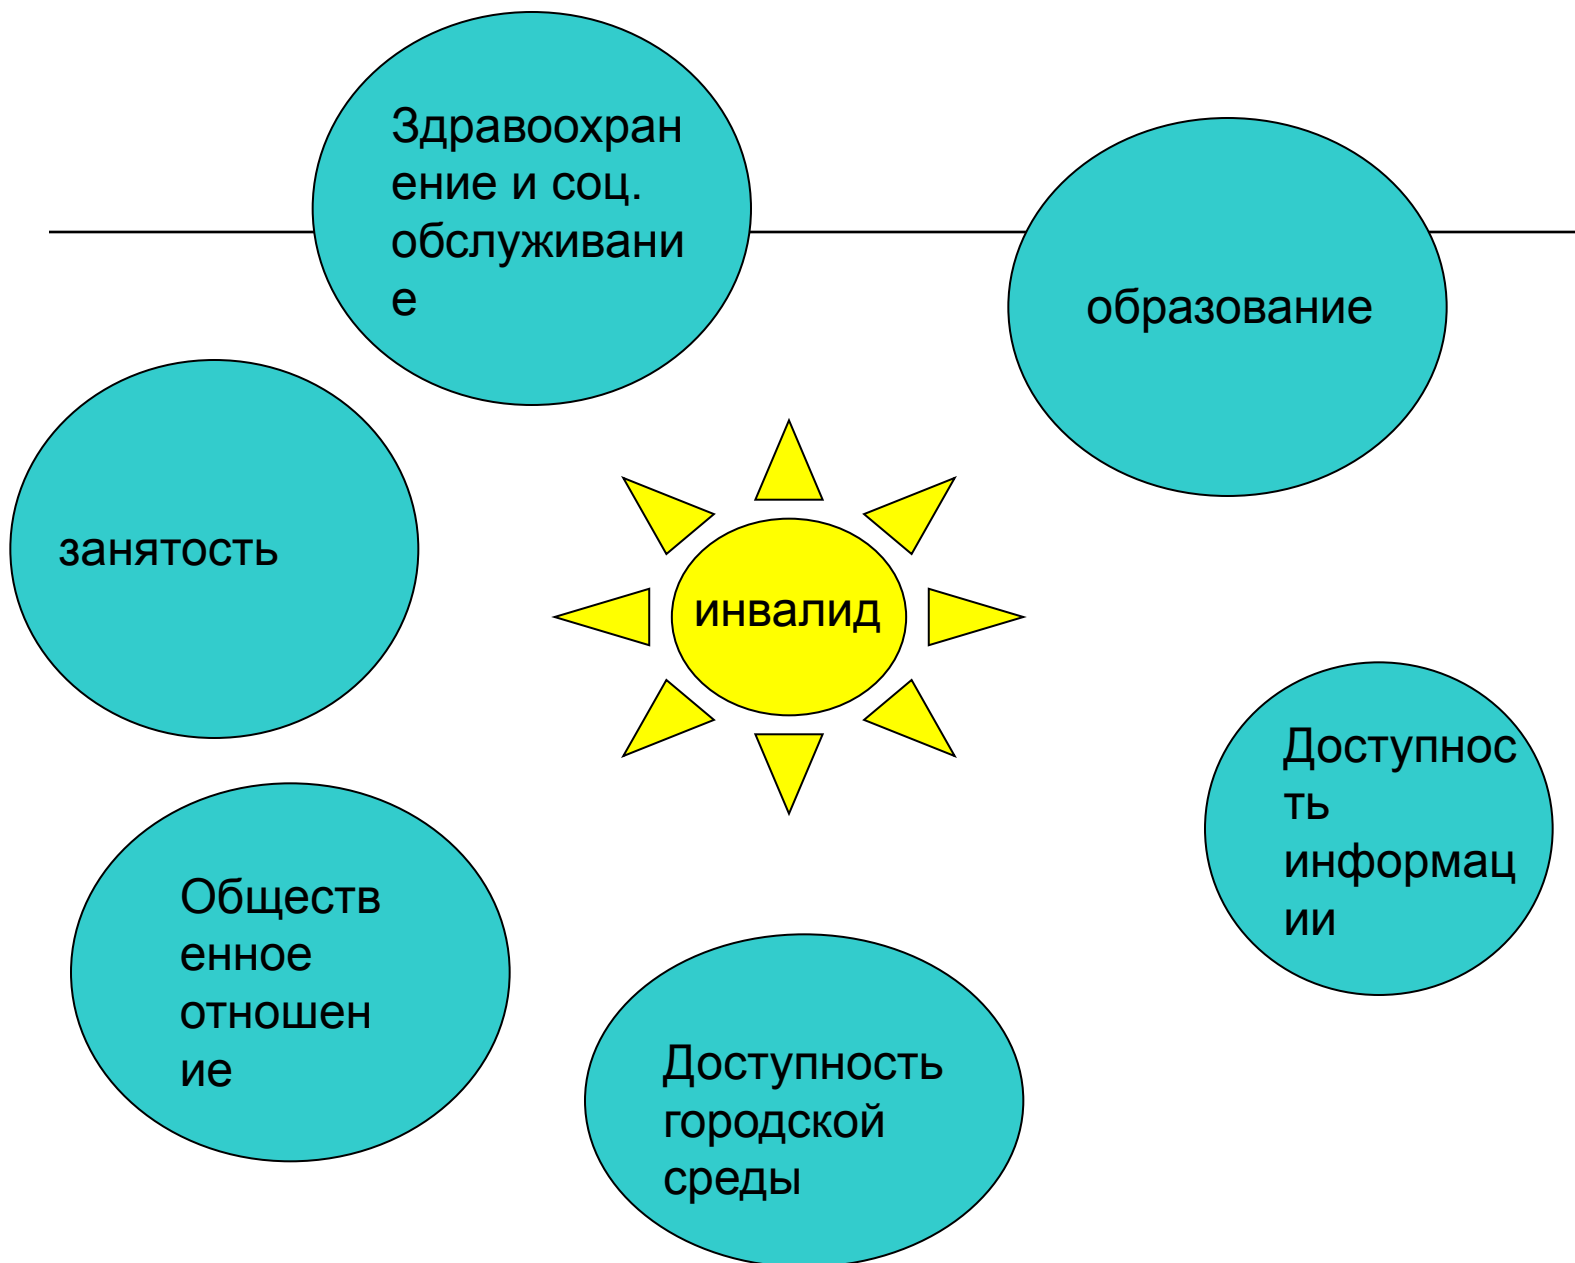 Здравоохран
ение и соц.
обслуживани
е
образование
занятость
инвалид
Доступнос
ть
информац
ии
Обществ
енное
отношен
ие
Доступность
городской
среды